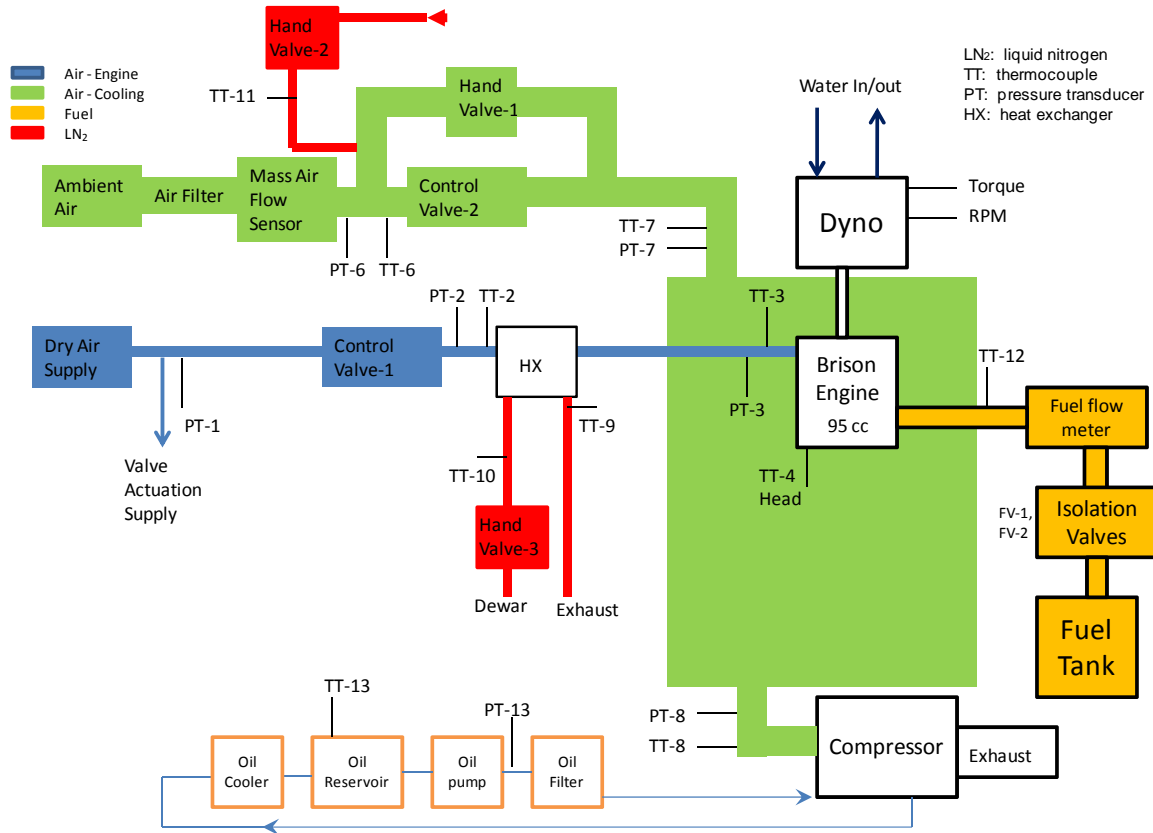 Hand
Valve-2
Air - Engine
Air - Cooling
Fuel
LN₂
LN₂: liquid nitrogen
TT: thermocouple
PT: pressure transducer
HX: heat exchanger
TT-11
Hand
Valve-1
Water In/out
Ambient
Air
Air Filter
Mass Air
Flow
Sensor
Control
Valve-2
Dyno
Torque
RPM
TT-7
PT-7
PT-6
TT-6
PT-2
TT-2
TT-3
Dry Air
Supply
Control
Valve-1
HX
Brison
Engine
95 cc
TT-12
Fuel flow
meter
PT-1
PT-3
TT-9
TT-10
TT-4
Head
Valve
Actuation
Supply
FV-1,
FV-2
Isolation
Valves
Hand
Valve-3
Dewar
Exhaust
Fuel
Tank
TT-13
PT-13
PT-8
TT-8
Oil
Cooler
Oil
Reservoir
Oil
pump
Oil
Filter
Compressor
Exhaust